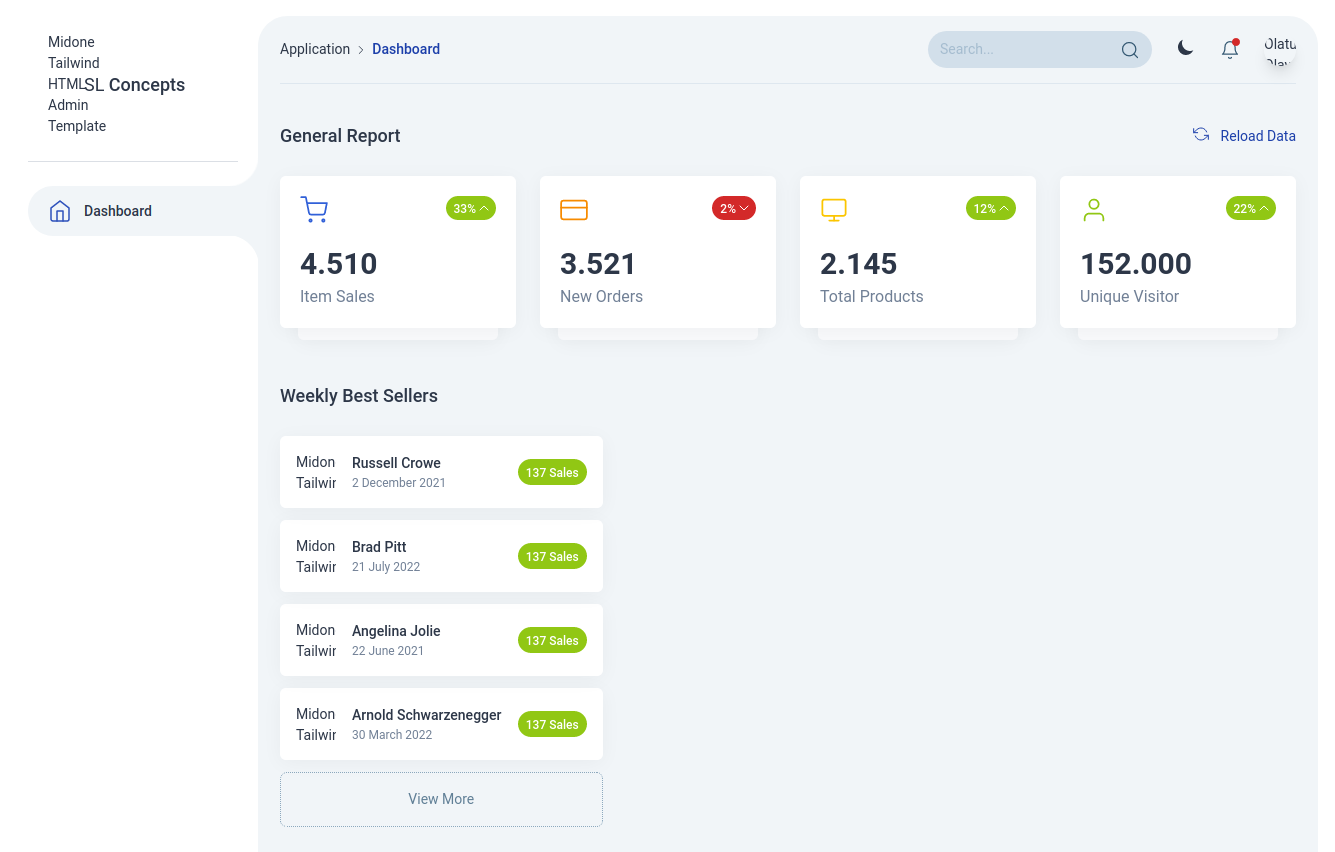 Midone
Tailwind
HTML
SL Concepts
Admin
Template
Dashboard
Application
Dashboard
Search...
General Report
Reload Data
33%
4.510
Item Sales
2%
3.521
New Orders
12%
2.145
Total Products
22%
152.000
Unique Visitor
Weekly Best Sellers
Midon
Tailwir
Russell Crowe
2 December 2021
137 Sales
Midon
Tailwir
Brad Pitt
21 July 2022
137 Sales
Midon
Tailwir
Angelina Jolie
22 June 2021
137 Sales
Midon
Tailwir
Arnold Schwarzenegger
30 March 2022
137 Sales
View More